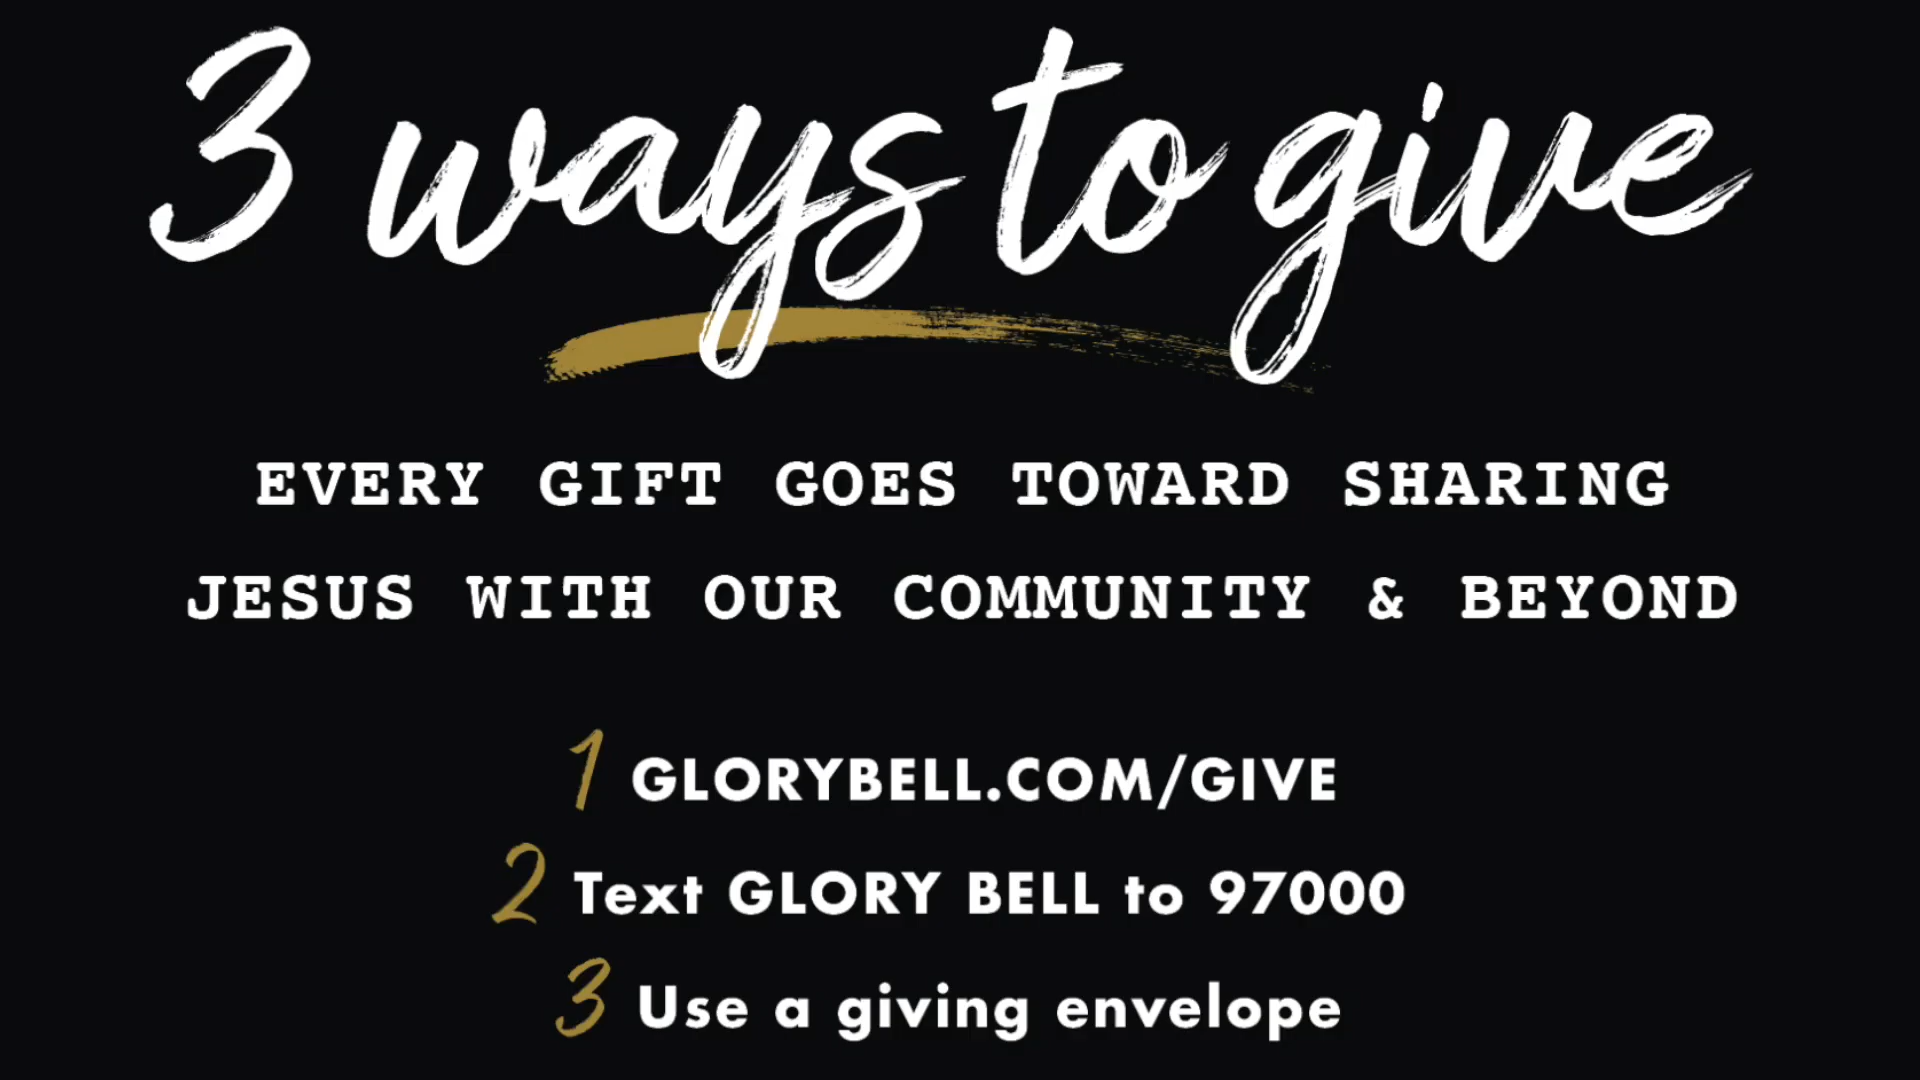 3 ways to give
EVERY GIFT GOES TOWARD SHARING
JESUS WITH OUR COMMUNITY & BEYOND
1 GLORYBELL.COM/GIVE
2 Text GLORY BELL to 97000
3 Use a giving envelope